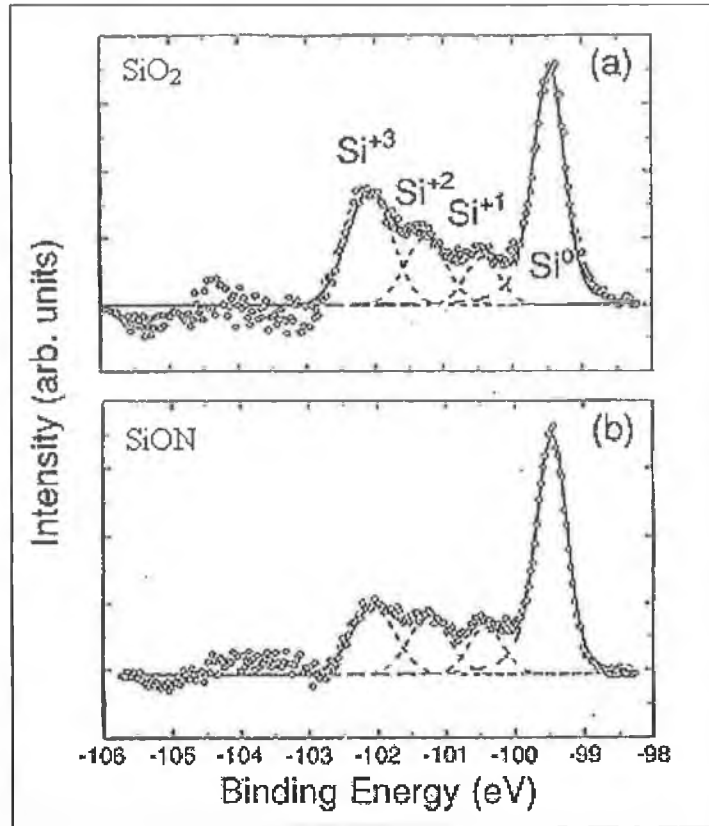 SiO₂
(a)
Si⁺³
Si⁺²
Si⁺¹
Si⁰
Intensity (arb. units)
SiON
(b)
-106 -105 -104 -103 -102 -101 -100 -99 -98
Binding Energy (eV)